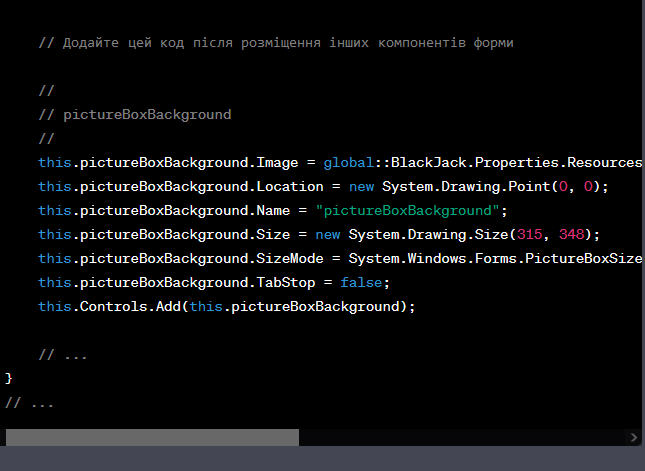 // Додайте цей код після розміщення інших компонентів форми
//
// pictureBoxBackground
//
this.pictureBoxBackground.Image = global::BlackJack.Properties.Resources
this.pictureBoxBackground.Location = new System.Drawing.Point(0, 0);
this.pictureBoxBackground.Name = "pictureBoxBackground";
this.pictureBoxBackground.Size = new System.Drawing.Size(315, 348);
this.pictureBoxBackground.SizeMode = System.Windows.Forms.PictureBoxSize
this.pictureBoxBackground.TabStop = false;
this.Controls.Add(this.pictureBoxBackground);
// ...
}
// ...